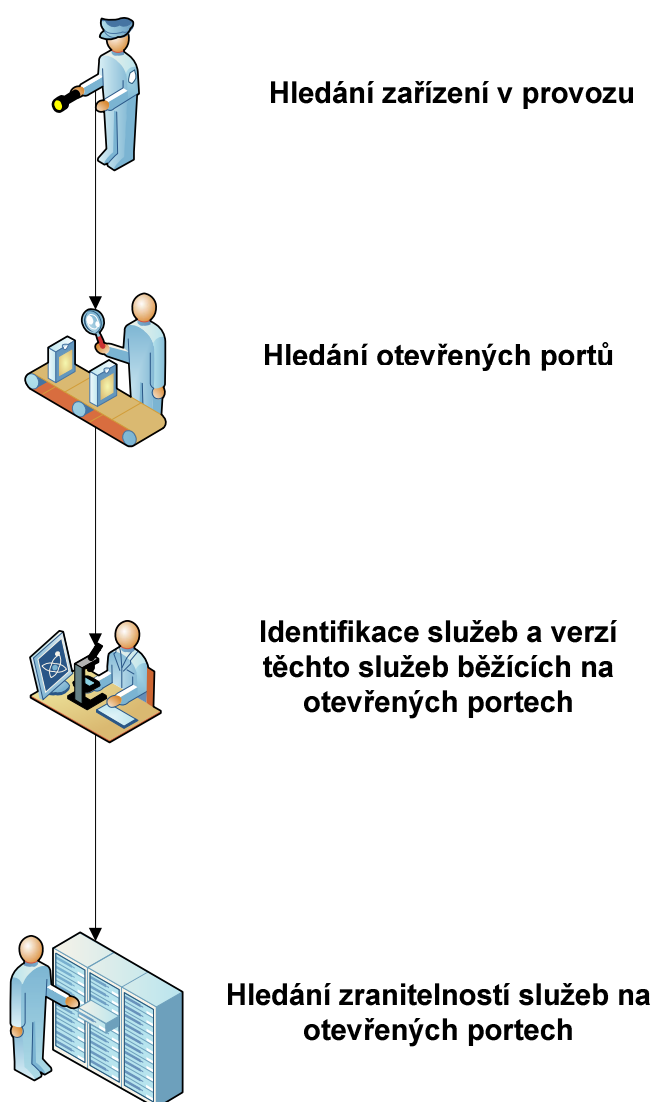 Hledání zařízení v provozu
Hledání otevřených portů
Identifikace služeb a verzí
těchto služeb běžících na
otevřených portech
Hledání zranitelností služeb na
otevřených portech